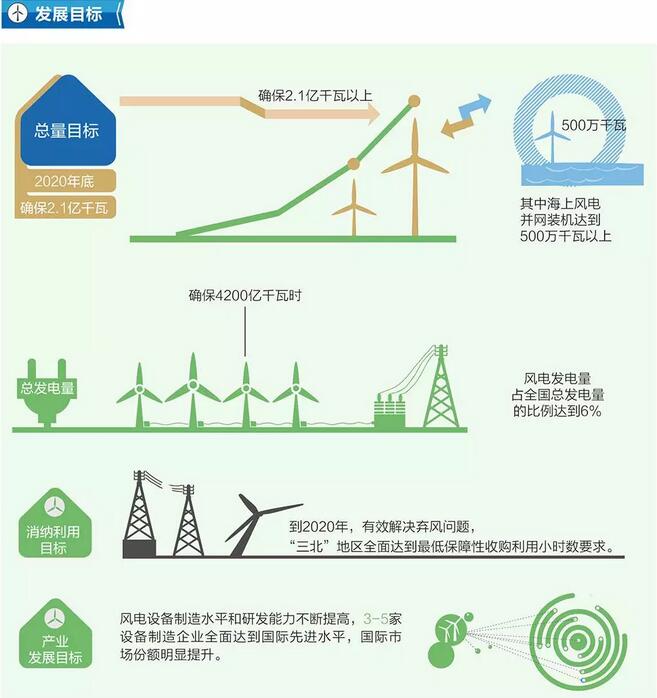 发展目标
总量目标
2020年底
确保2.1亿千瓦
确保2.1亿千瓦以上
500万千瓦
其中海上风电
并网装机达到
500万千瓦以上
确保4200亿千瓦时
总发电量
风电发电量
占全国总发电量
的比例达到6%
消纳利用
目标
到2020年，有效解决弃风问题，
“三北”地区全面达到最低保障性收购利用小时数要求。
产业
发展目标
风电设备制造水平和研发能力不断提高，3-5家
设备制造企业全面达到国际先进水平，国际市
场份额明显提升。